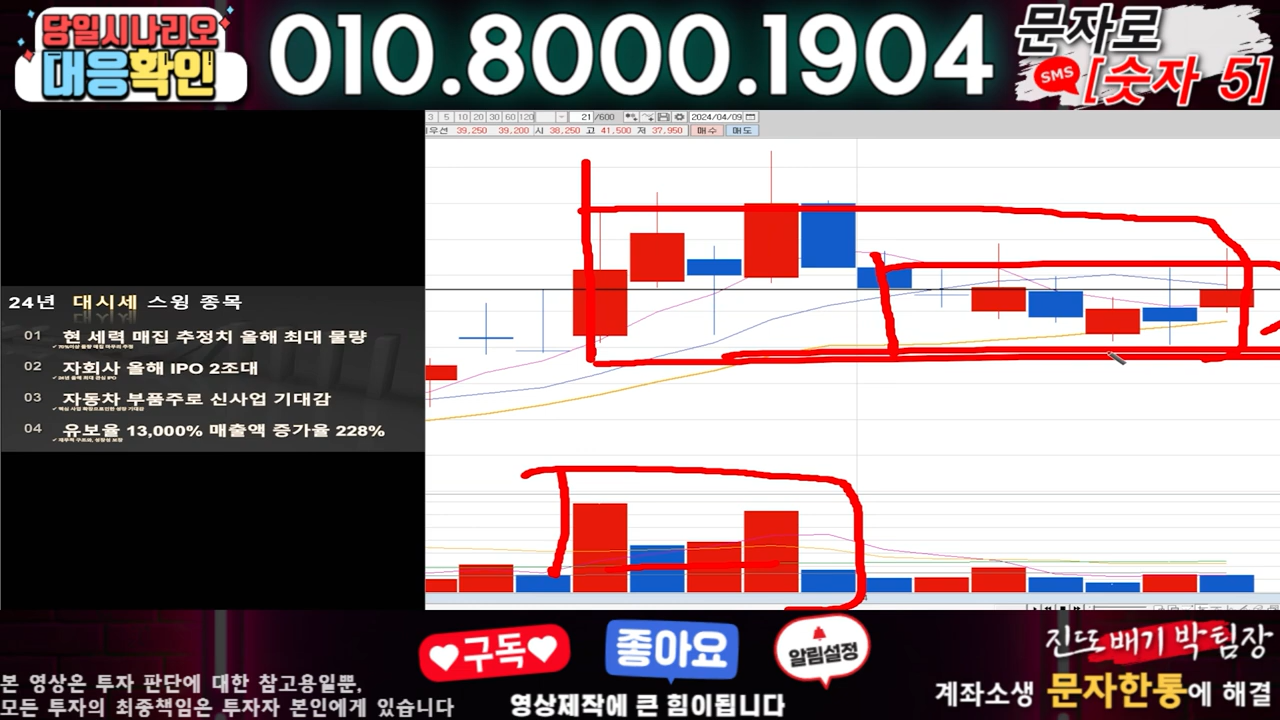 당일시나리오
대응확인
010.8000.1904
문자로
SMS
[숫자 5]
3 5 10 20 30 60 120 21 /600 2024/04/09
우선 39,250 39,200 시 38,250 고 41,500 저 37,950 매수 매도
24년 대시세 스윙 종목
01 현 세력 매집 추정치 올해 최대 물량
02 자회사 올해 IPO 2조대
03 자동차 부품주로 신사업 기대감
04 유보율 13,000% 매출액 증가율 228%
구독
좋아요
알림설정
영상제작에 큰 힘이됩니다
본 영상은 투자 판단에 대한 참고용일뿐,
모든 투자의 최종책임은 투자자 본인에게 있습니다
진또배기 박팀장
계좌소생 문자한통에 해결